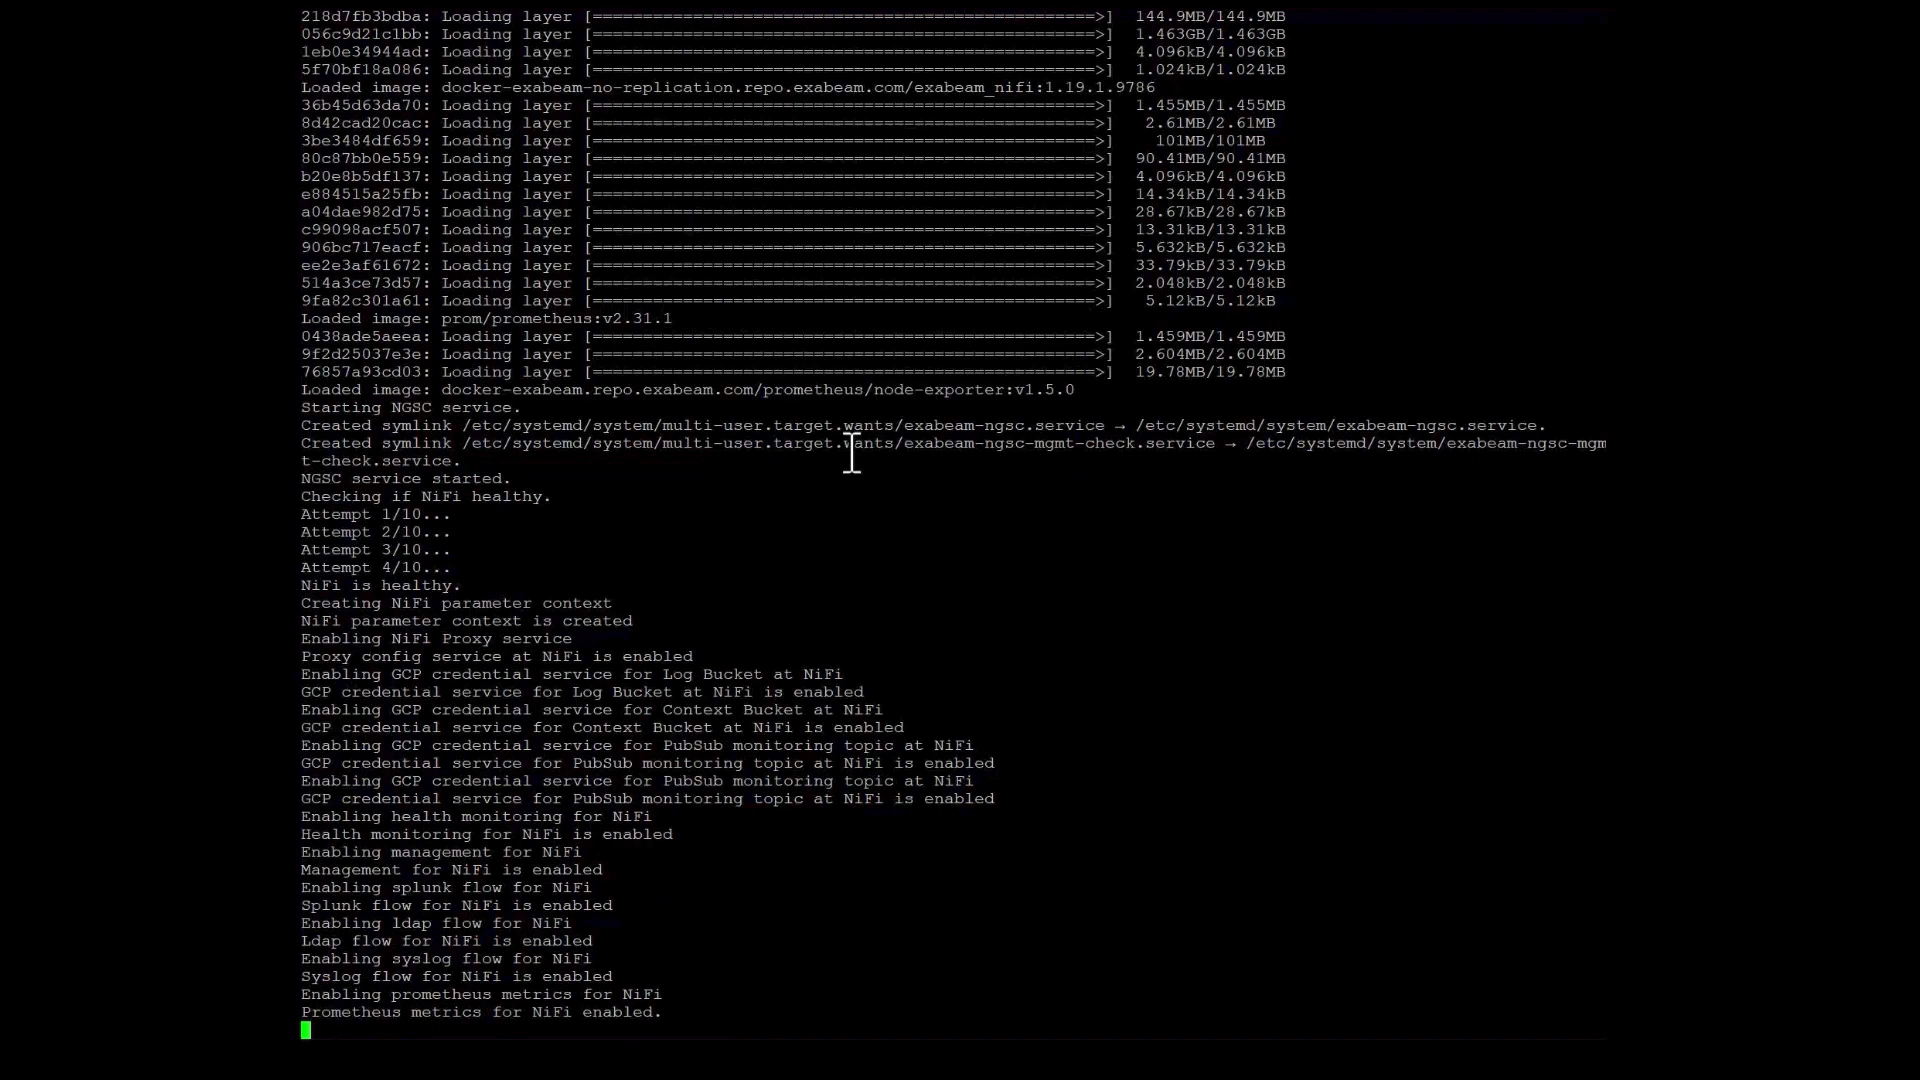 218d7fb3bdba: Loading layer [==================================================>]  144.9MB/144.9MB
056c9d21c1bb: Loading layer [==================================================>]  1.463GB/1.463GB
1eb0e34944ad: Loading layer [==================================================>]  4.096kB/4.096kB
5f70bf18a086: Loading layer [==================================================>]  1.024kB/1.024kB
Loaded image: docker-exabeam-no-replication.repo.exabeam.com/exabeam_nifi:1.19.1.9786
36b45d63da70: Loading layer [==================================================>]  1.455MB/1.455MB
8d42cad20cac: Loading layer [==================================================>]   2.61MB/2.61MB
3be3484df659: Loading layer [==================================================>]    101MB/101MB
80c87bb0e559: Loading layer [==================================================>]  90.41MB/90.41MB
b20e8b5df137: Loading layer [==================================================>]  4.096kB/4.096kB
e884515a25fb: Loading layer [==================================================>]  14.34kB/14.34kB
a04dae982d75: Loading layer [==================================================>]  28.67kB/28.67kB
c99098acf507: Loading layer [==================================================>]  13.31kB/13.31kB
906bc717eacf: Loading layer [==================================================>]  5.632kB/5.632kB
ee2e3af61672: Loading layer [==================================================>]  33.79kB/33.79kB
514a3ce73d57: Loading layer [==================================================>]  2.048kB/2.048kB
9fa82c301a61: Loading layer [==================================================>]   5.12kB/5.12kB
Loaded image: prom/prometheus:v2.31.1
0438ade5aeea: Loading layer [==================================================>]  1.459MB/1.459MB
9f2d25037e3e: Loading layer [==================================================>]  2.604MB/2.604MB
76857a93cd03: Loading layer [==================================================>]  19.78MB/19.78MB
Loaded image: docker-exabeam.repo.exabeam.com/prometheus/node-exporter:v1.5.0
Starting NGSC service.
Created symlink /etc/systemd/system/multi-user.target.wants/exabeam-ngsc.service → /etc/systemd/system/exabeam-ngsc.service.
Created symlink /etc/systemd/system/multi-user.target.wants/exabeam-ngsc-mgmt-check.service → /etc/systemd/system/exabeam-ngsc-mgm
t-check.service.
NGSC service started.
Checking if NiFi healthy.
Attempt 1/10...
Attempt 2/10...
Attempt 3/10...
Attempt 4/10...
NiFi is healthy.
Creating NiFi parameter context
NiFi parameter context is created
Enabling NiFi Proxy service
Proxy config service at NiFi is enabled
Enabling GCP credential service for Log Bucket at NiFi
GCP credential service for Log Bucket at NiFi is enabled
Enabling GCP credential service for Context Bucket at NiFi
GCP credential service for Context Bucket at NiFi is enabled
Enabling GCP credential service for PubSub monitoring topic at NiFi
GCP credential service for PubSub monitoring topic at NiFi is enabled
Enabling GCP credential service for PubSub monitoring topic at NiFi
GCP credential service for PubSub monitoring topic at NiFi is enabled
Enabling health monitoring for NiFi
Health monitoring for NiFi is enabled
Enabling management for NiFi
Management for NiFi is enabled
Enabling splunk flow for NiFi
Splunk flow for NiFi is enabled
Enabling ldap flow for NiFi
Ldap flow for NiFi is enabled
Enabling syslog flow for NiFi
Syslog flow for NiFi is enabled
Enabling prometheus metrics for NiFi
Prometheus metrics for NiFi enabled.